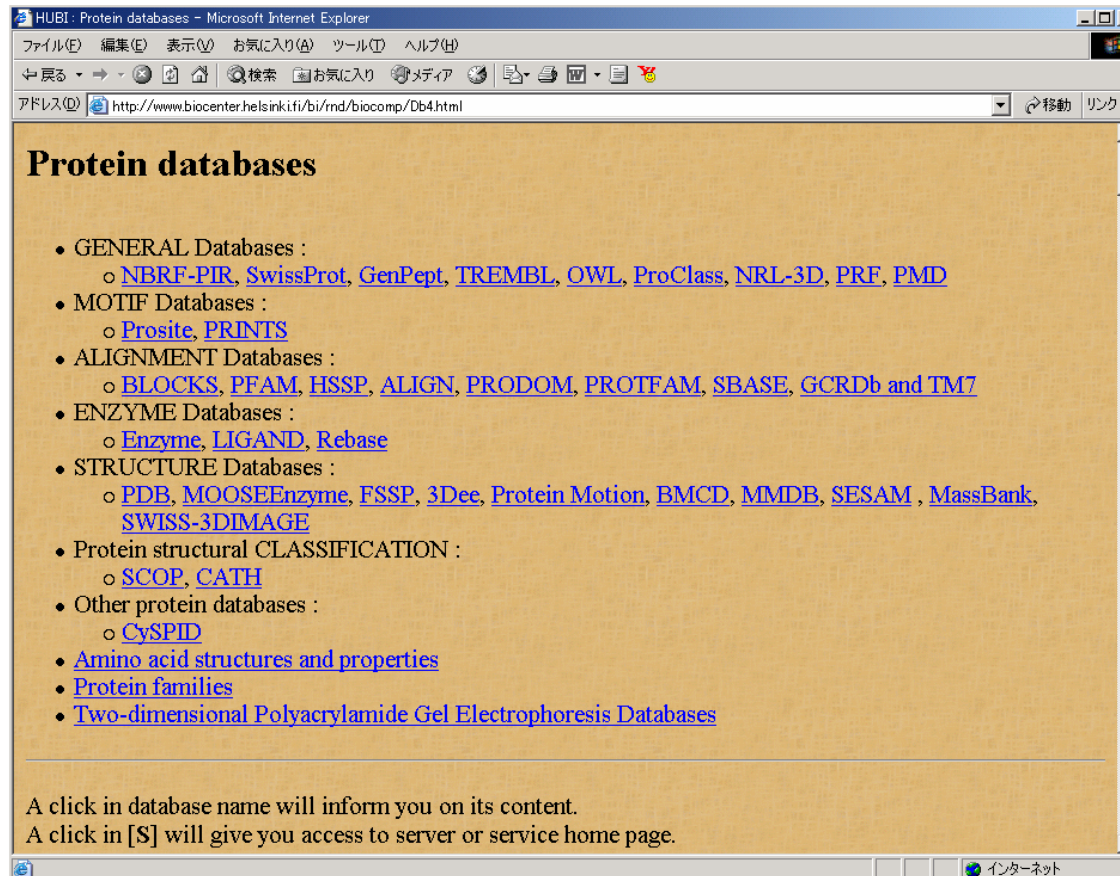 HUBI : Protein databases - Microsoft Internet Explorer
ファイル(F) 編集(E) 表示(V) お気に入り(A) ツール(T) ヘルプ(H)
戻る 検索 お気に入り メディア
アドレス(D) http://www.biocenter.helsinki.fi/bi/rnd/biocomp/Db4.html 移動 リンク
Protein databases
• GENERAL Databases :
o NBRF-PIR, SwissProt, GenPept, TREMBL, OWL, ProClass, NRL-3D, PRF, PMD
• MOTIF Databases :
o Prosite, PRINTS
• ALIGNMENT Databases :
o BLOCKS, PFAM, HSSP, ALIGN, PRODOM, PROTFAM, SBASE, GCRDb and TM7
• ENZYME Databases :
o Enzyme, LIGAND, Rebase
• STRUCTURE Databases :
o PDB, MOOSEEnzyme, FSSP, 3Dee, Protein Motion, BMCD, MMDB, SESAM , MassBank,
SWISS-3DIMAGE
• Protein structural CLASSIFICATION :
o SCOP, CATH
• Other protein databases :
o CySPID
• Amino acid structures and properties
• Protein families
• Two-dimensional Polyacrylamide Gel Electrophoresis Databases
A click in database name will inform you on its content.
A click in [S] will give you access to server or service home page.
インターネット